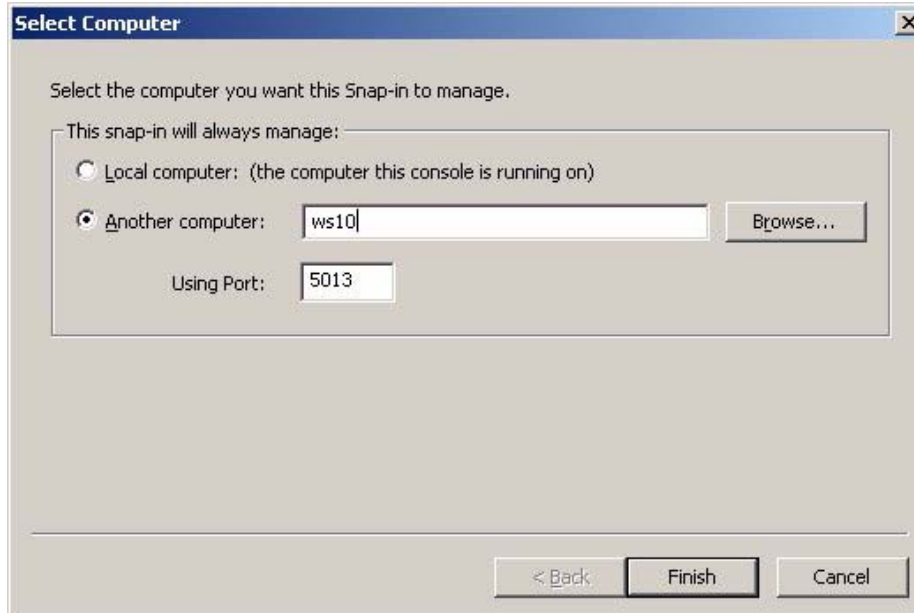 Select Computer
Select the computer you want this Snap-in to manage.
This snap-in will always manage:
Local computer: (the computer this console is running on)
Another computer: ws10 Browse...
Using Port: 5013
< Back Finish Cancel